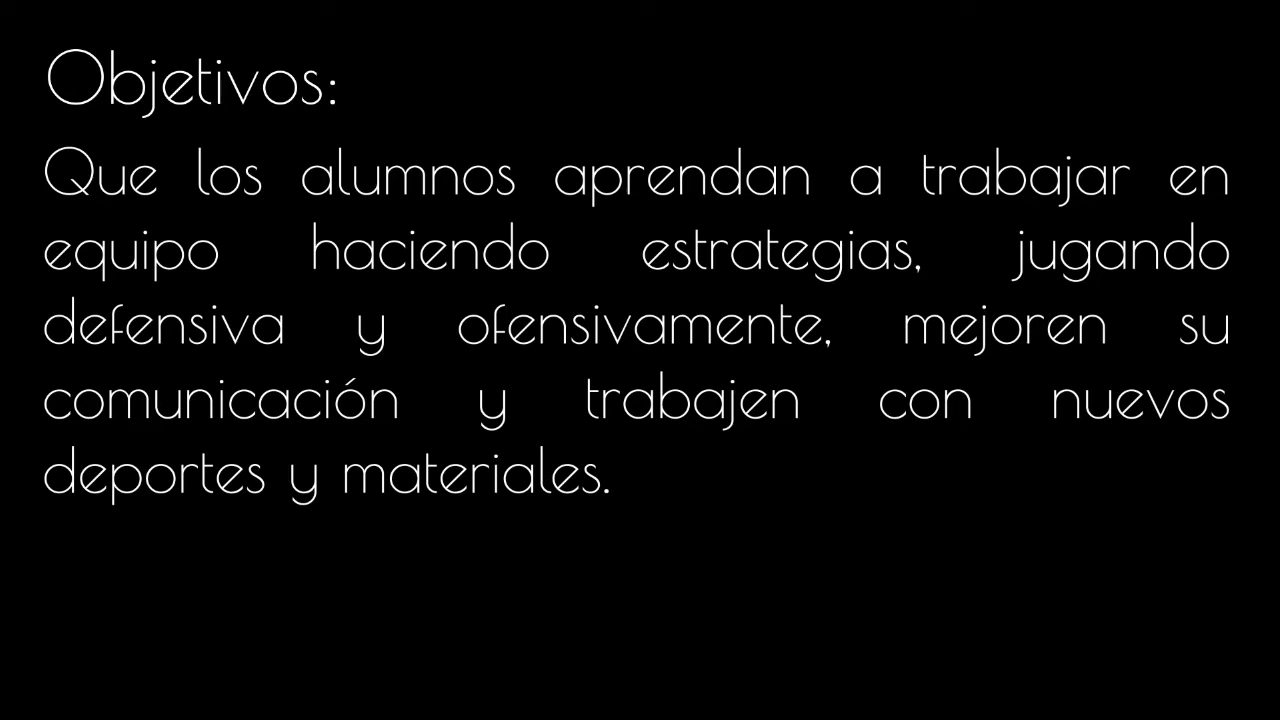 Objetivos:
Que los alumnos aprendan a trabajar en
equipo haciendo estrategias, jugando
defensiva y ofensivamente, mejoren su
comunicación y trabajen con nuevos
deportes y materiales.